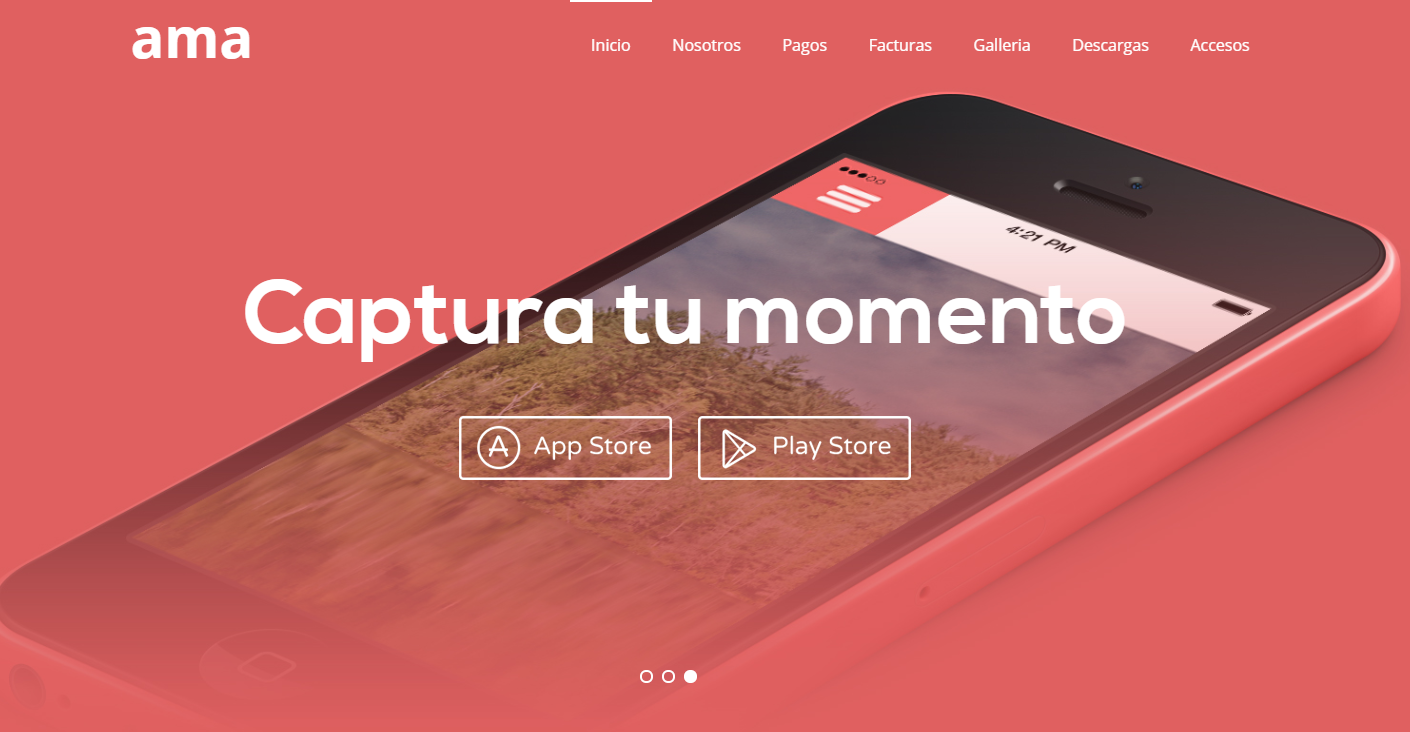 ama
Inicio Nosotros Pagos Facturas Galleria Descargas Accesos
4:21 PM
Captura tu momento
App Store Play Store